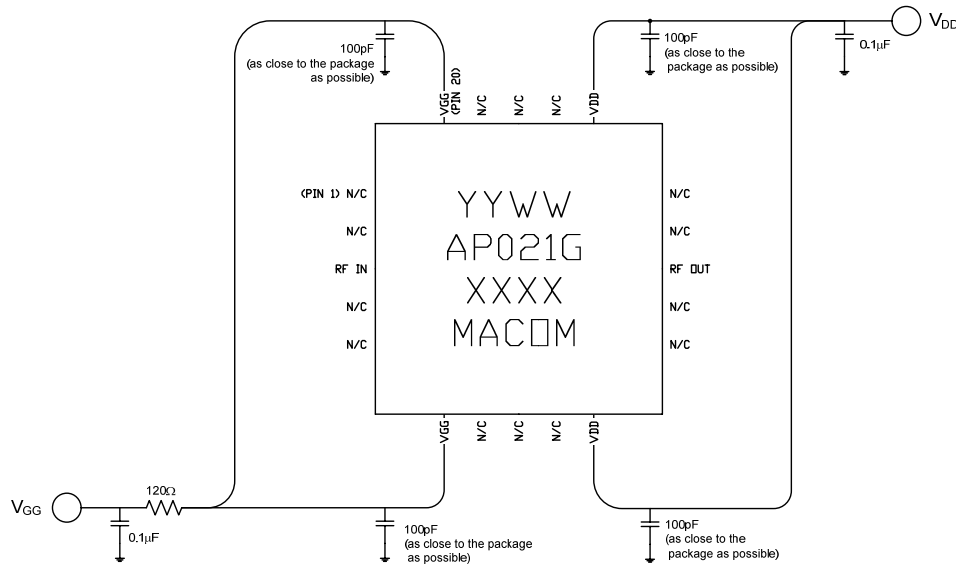 100pF
(as close to the package
as possible)
100pF
(as close to the
package as possible)
0.1µF
VDD
VGG
(PIN 20)
N/C
N/C
N/C
VDD
(PIN 1) N/C
N/C
RF IN
N/C
N/C
YYWW
AP021G
XXXX
MACOM
N/C
N/C
RF OUT
N/C
N/C
VGG
N/C
N/C
N/C
VDD
VGG
120Ω
0.1µF
100pF
(as close to the package
as possible)
100pF
(as close to the
package as possible)